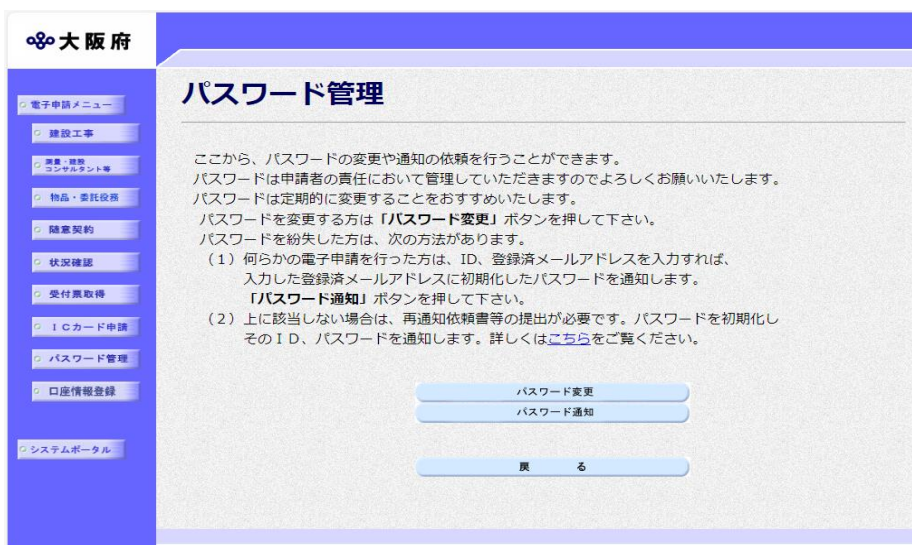 大阪府
電子申請メニュー
建設工事
測量・建設
コンサルタント等
物品・委託役務
随意契約
状況確認
受付票取得
ICカード申請
パスワード管理
口座情報登録
システムポータル
パスワード管理
ここから、パスワードの変更や通知の依頼を行うことができます。
パスワードは申請者の責任において管理していただきますのでよろしくお願いいたします。
パスワードは定期的に変更することをおすすめいたします。
パスワードを変更する方は「パスワード変更」ボタンを押して下さい。
パスワードを紛失した方は、次の方法があります。
（１）何らかの電子申請を行った方は、ID、登録済メールアドレスを入力すれば、
入力した登録済メールアドレスに初期化したパスワードを通知します。
「パスワード通知」ボタンを押して下さい。
（２）上に該当しない場合は、再通知依頼書等の提出が必要です。パスワードを初期化し
そのＩＤ、パスワードを通知します。詳しくはこちらをご覧ください。
パスワード変更
パスワード通知
戻　る